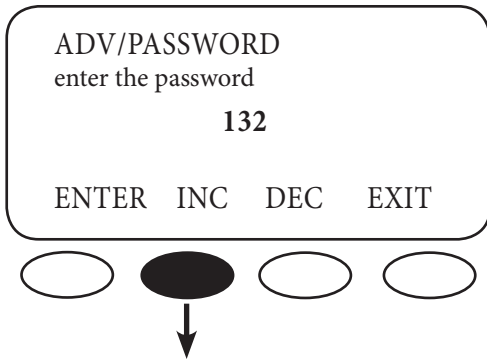 ADV/PASSWORD
enter the password
132
ENTER INC DEC EXIT